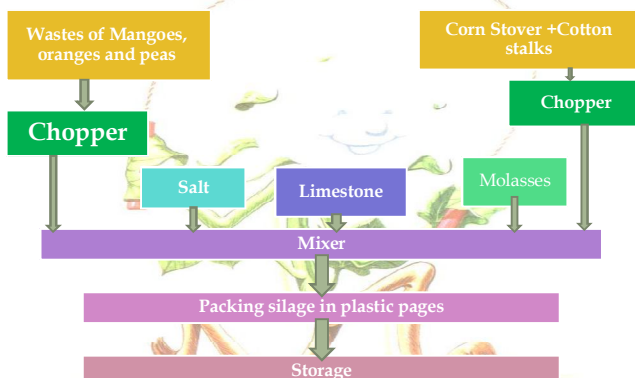 Wastes of Mangoes,
oranges and peas
Corn Stover +Cotton
stalks
Chopper
Chopper
Salt
Limestone
Molasses
Mixer
Packing silage in plastic pages
Storage